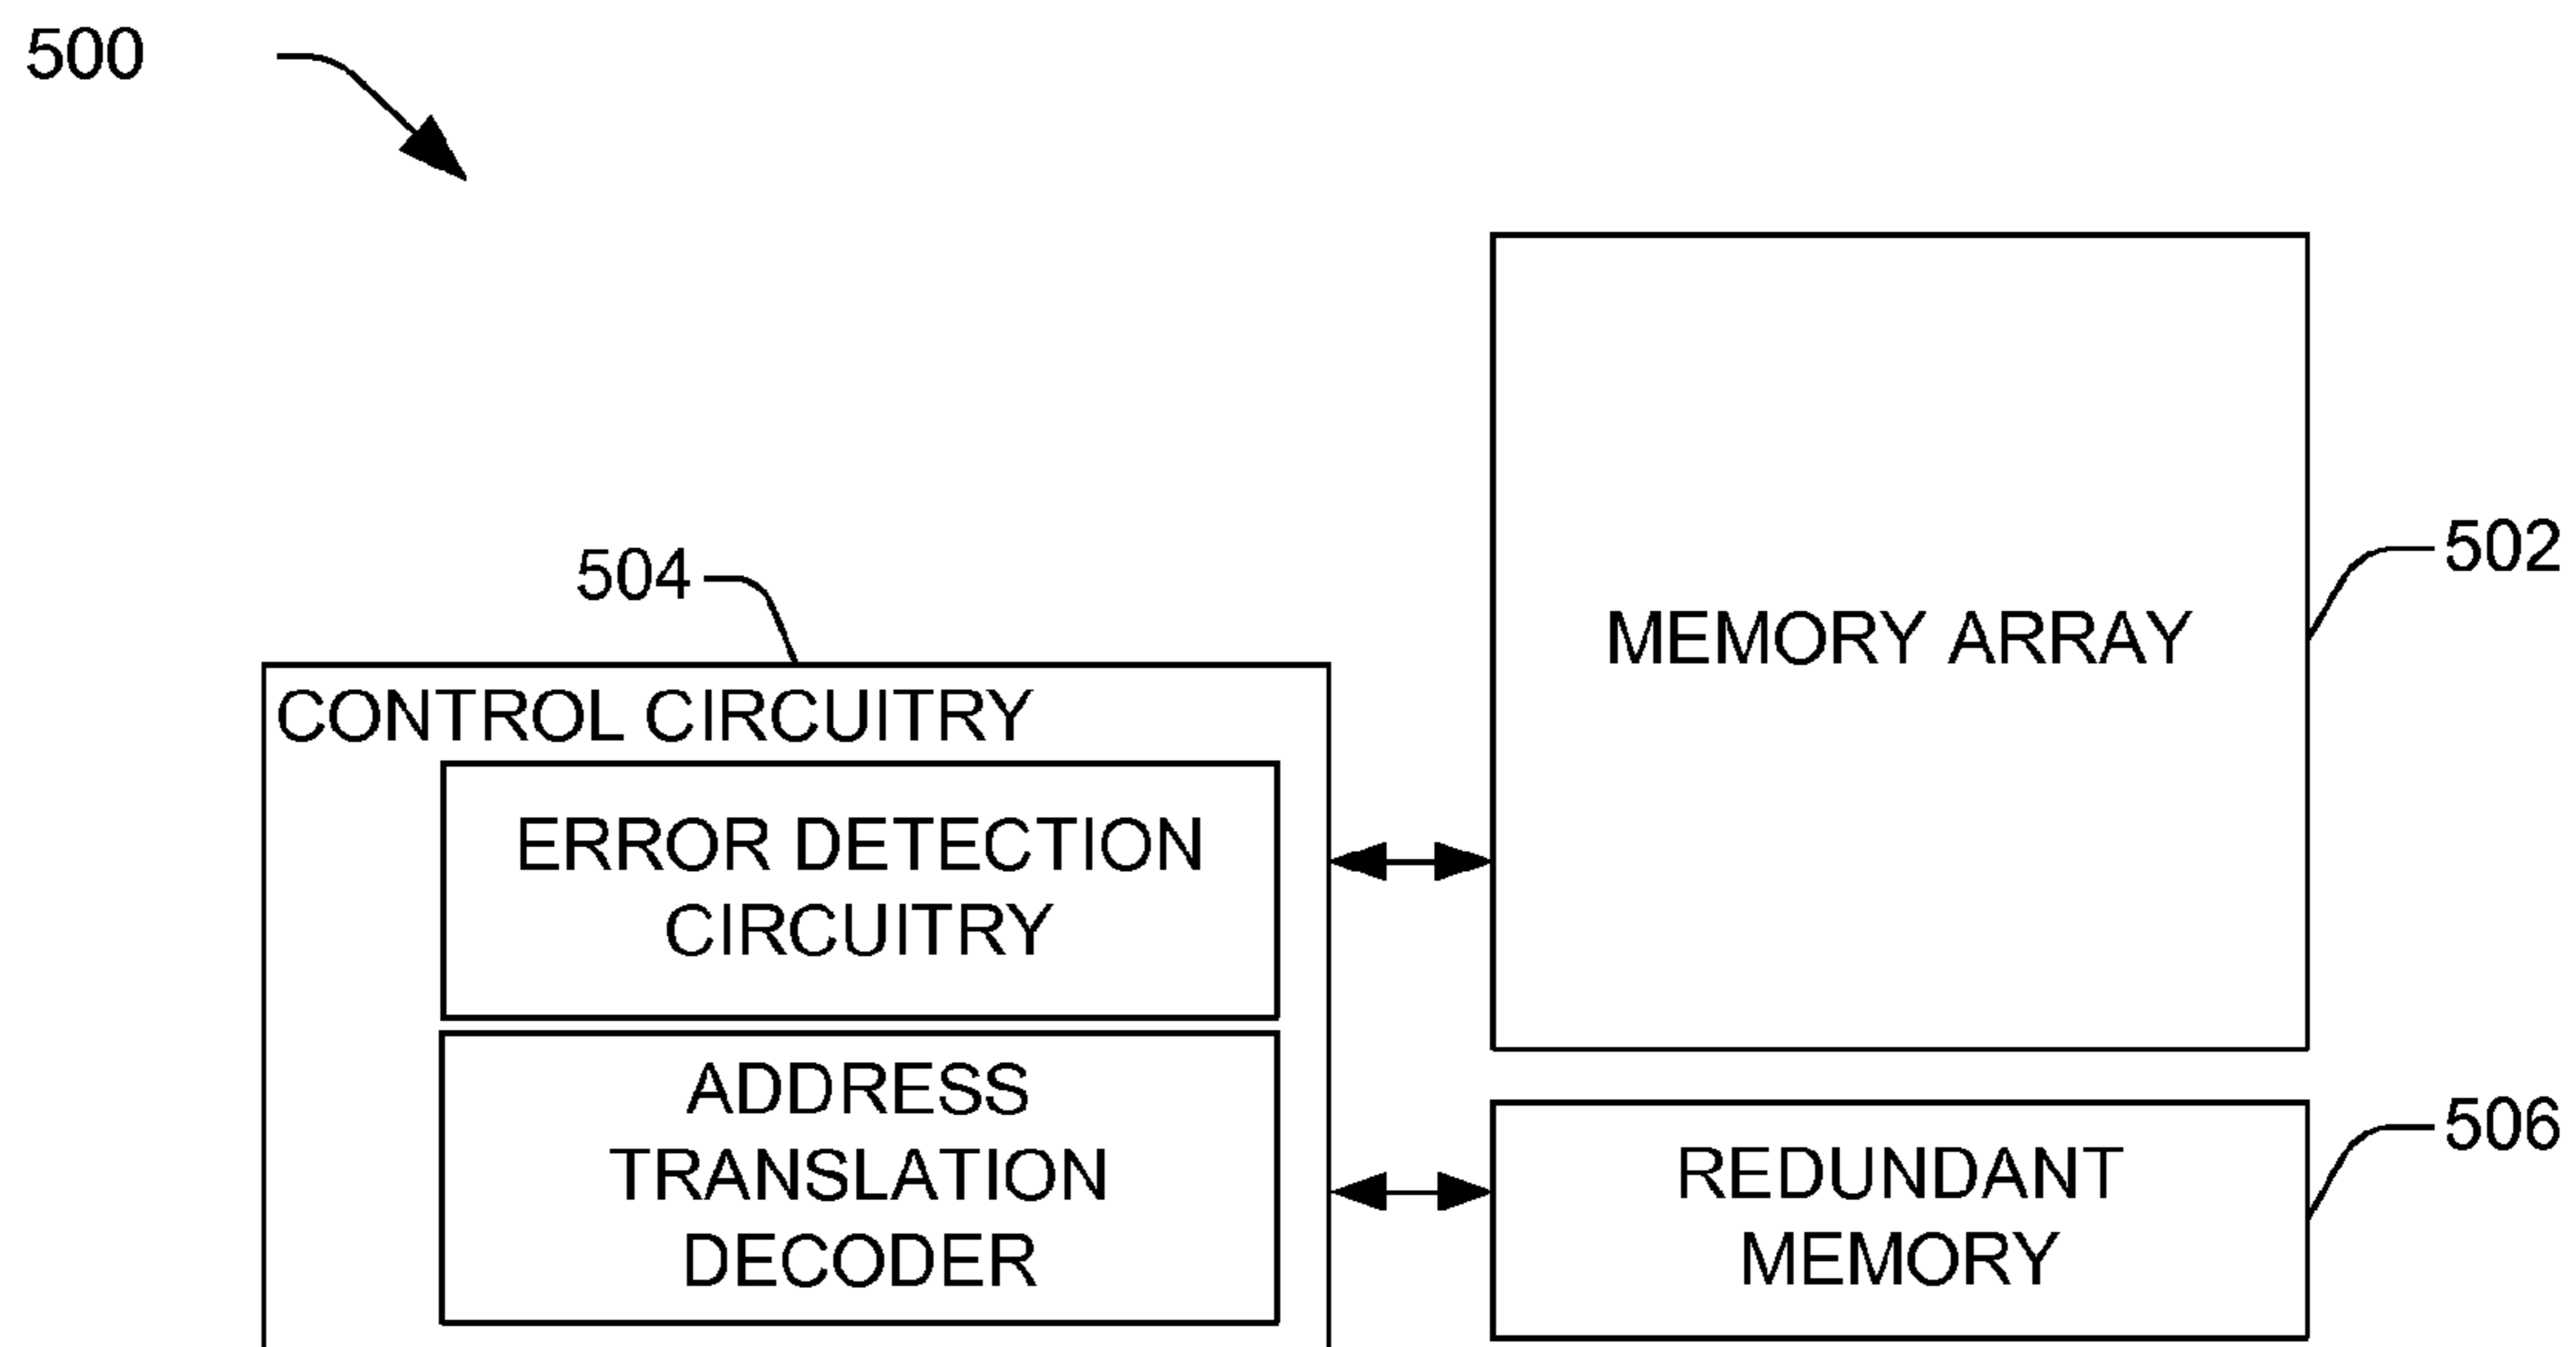 500
504
502
MEMORY ARRAY
CONTROL CIRCUITRY
ERROR DETECTION
CIRCUITRY
ADDRESS
TRANSLATION
DECODER
506
REDUNDANT
MEMORY